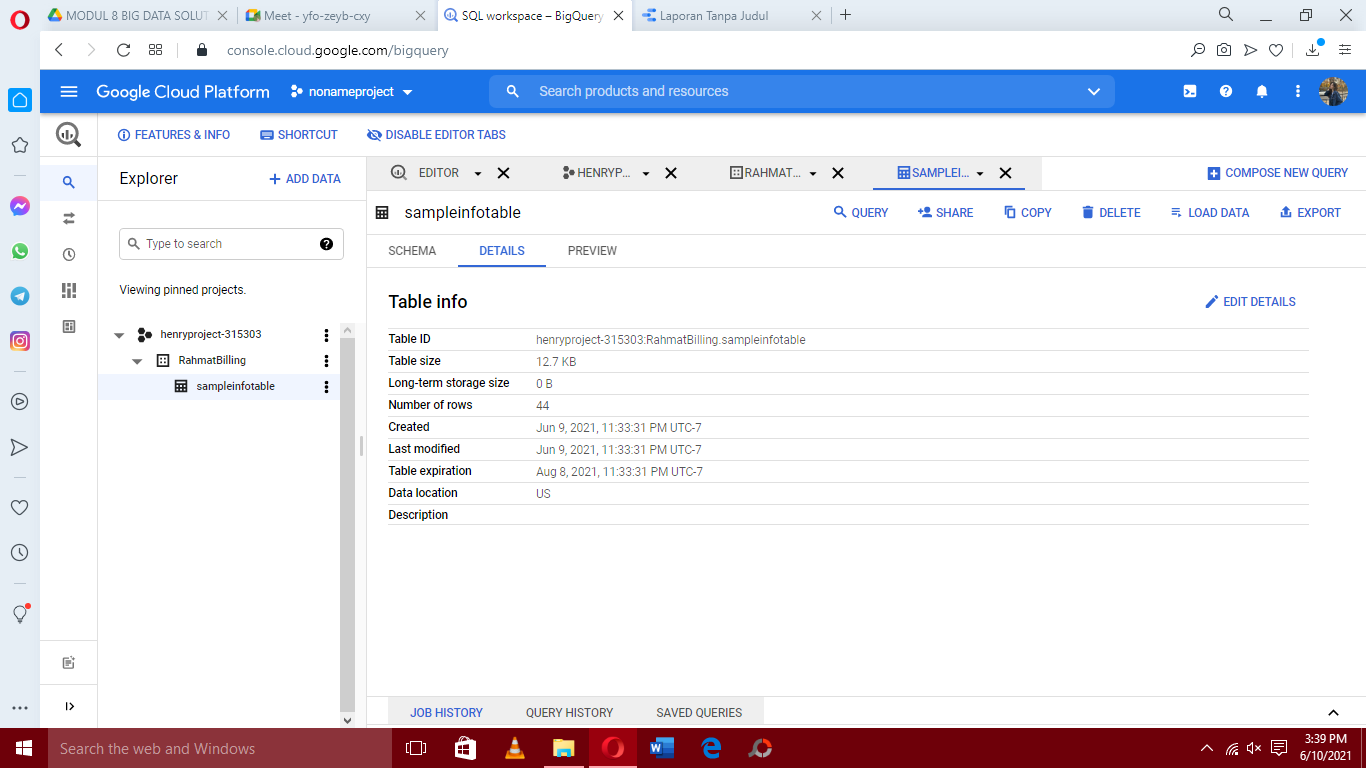 MODUL 8 BIG DATA SOLUT
Meet - yfo-zeyb-cxy
SQL workspace – BigQuery
Laporan Tanpa Judul
console.cloud.google.com/bigquery
Google Cloud Platform
nonameproject
Search products and resources
FEATURES & INFO
SHORTCUT
DISABLE EDITOR TABS
Explorer
+ ADD DATA
EDITOR
HENRYP...
RAHMAT...
SAMPLEI...
COMPOSE NEW QUERY
sampleinfotable
QUERY
SHARE
COPY
DELETE
LOAD DATA
EXPORT
Type to search
SCHEMA
DETAILS
PREVIEW
Viewing pinned projects.
henryproject-315303
RahmatBilling
sampleinfotable
Table info
EDIT DETAILS
Table ID henryproject-315303:RahmatBilling.sampleinfotable
Table size 12.7 KB
Long-term storage size 0 B
Number of rows 44
Created Jun 9, 2021, 11:33:31 PM UTC-7
Last modified Jun 9, 2021, 11:33:31 PM UTC-7
Table expiration Aug 8, 2021, 11:33:31 PM UTC-7
Data location US
Description
JOB HISTORY
QUERY HISTORY
SAVED QUERIES
Search the web and Windows
3:39 PM
6/10/2021